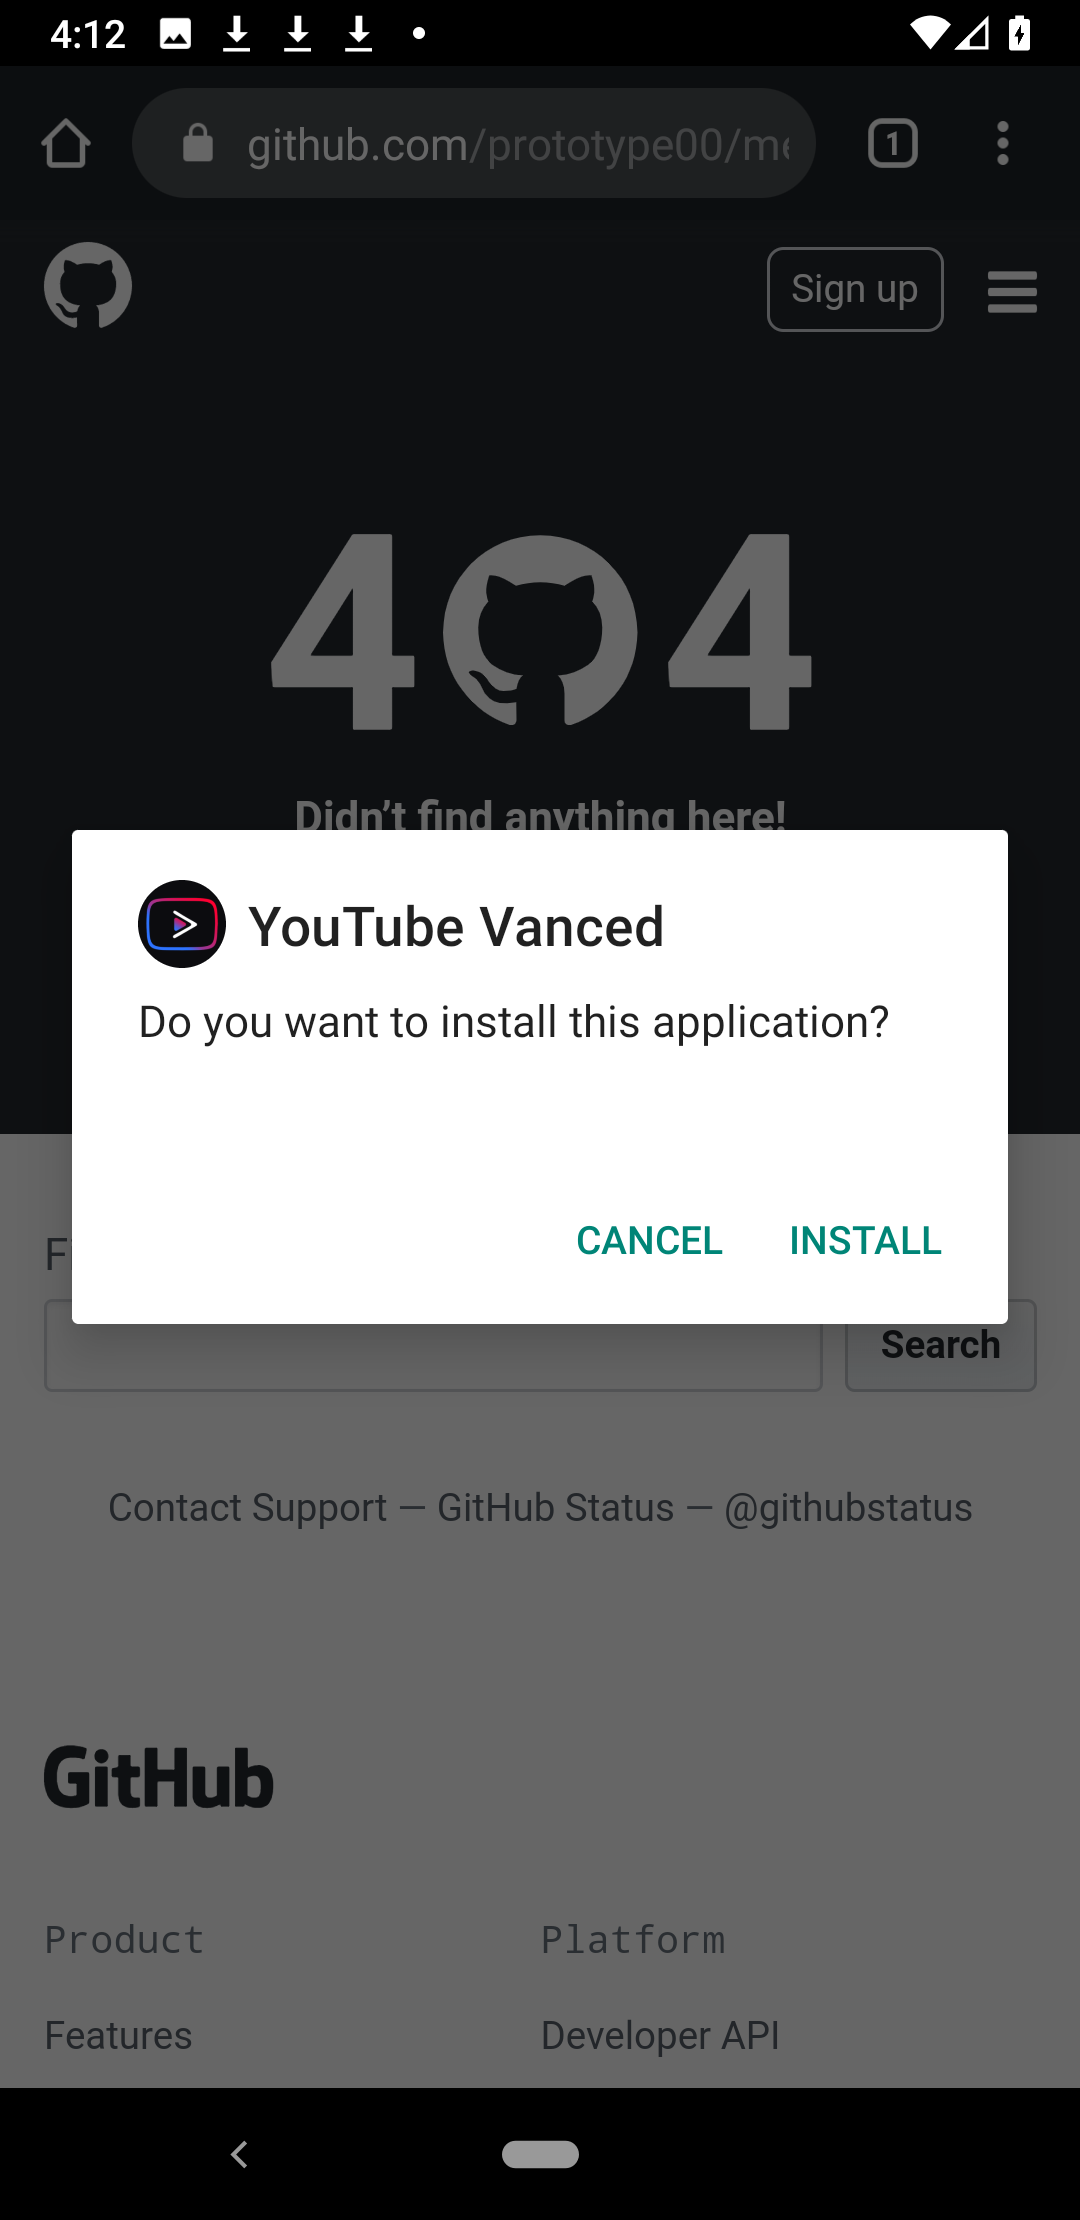 4:12
github.com/prototype00/me
1
Sign up
404
Didn't find anything here!
YouTube Vanced
Do you want to install this application?
CANCEL INSTALL
Search
Contact Support — GitHub Status — @githubstatus
GitHub
Product Platform
Features Developer API